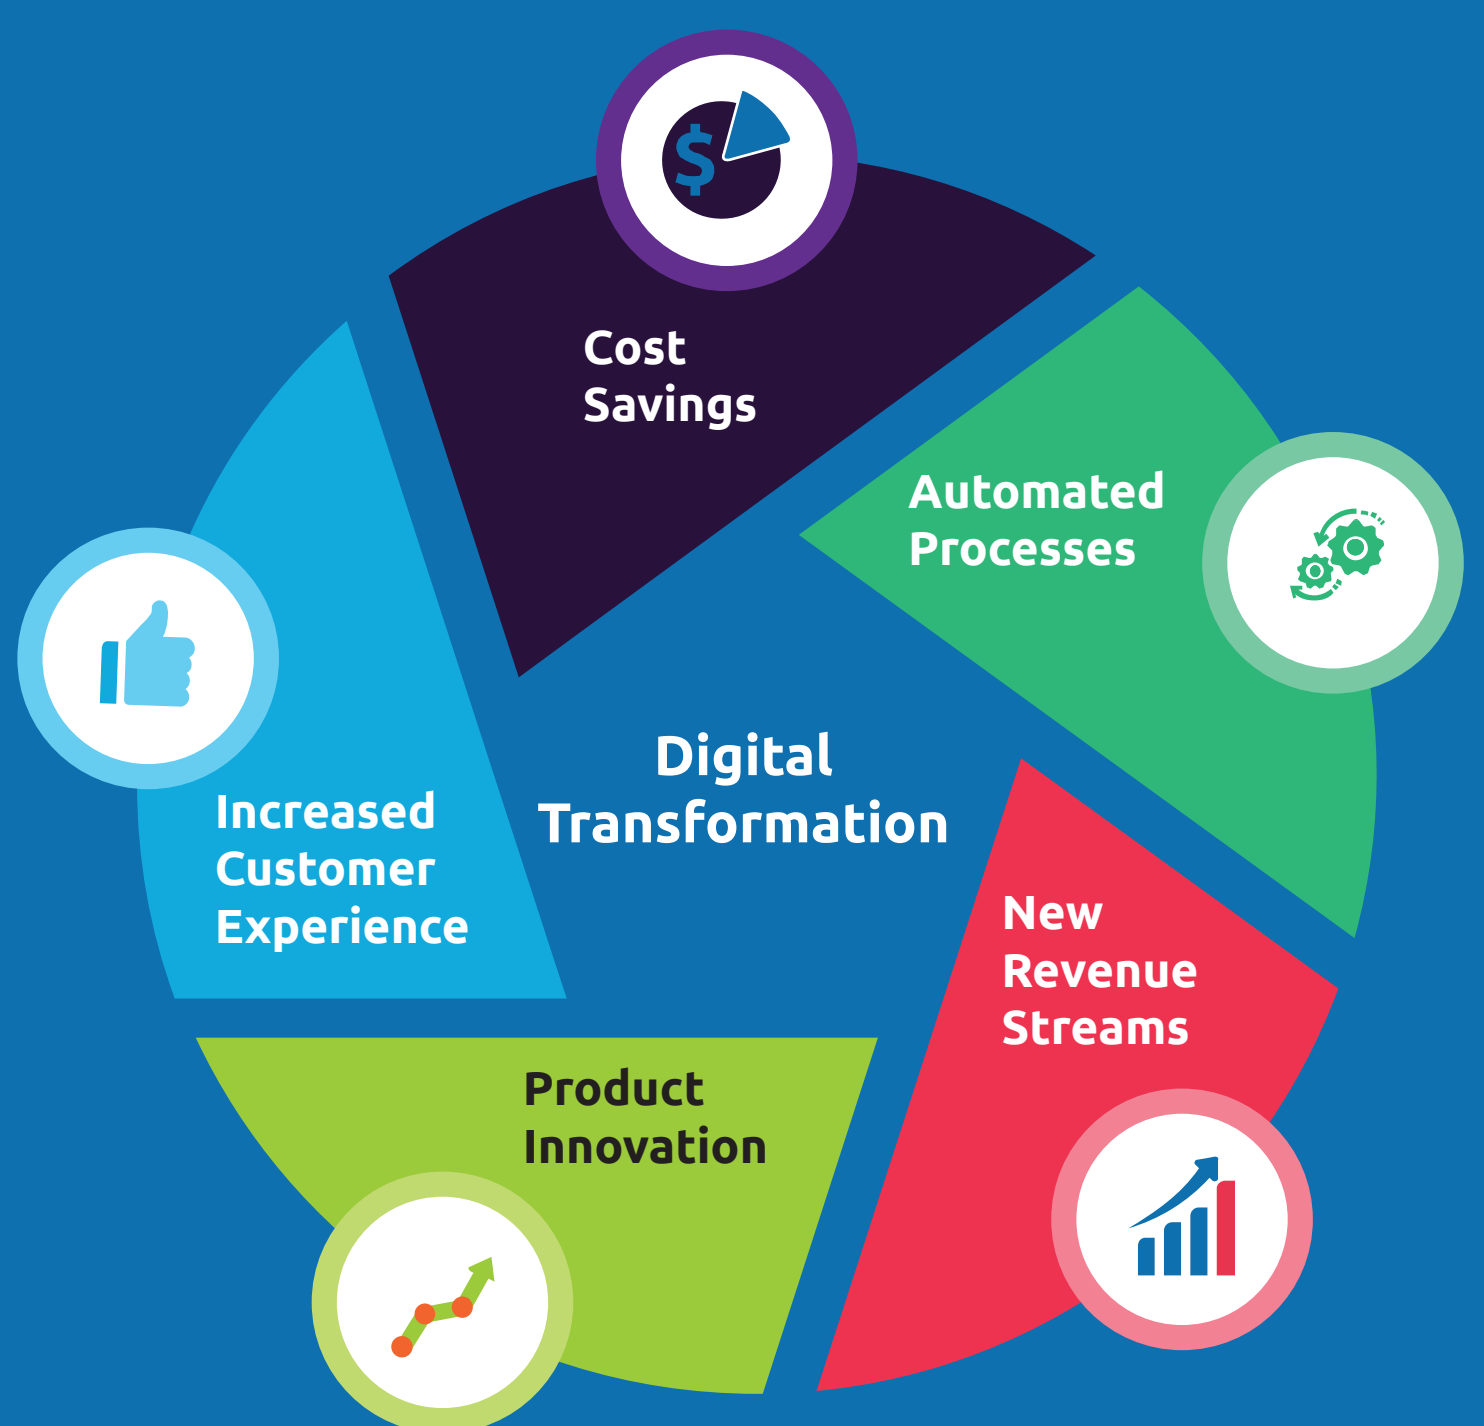 Cost
Savings
Automated
Processes
New
Revenue
Streams
Product
Innovation
Increased
Customer
Experience
Digital
Transformation
$